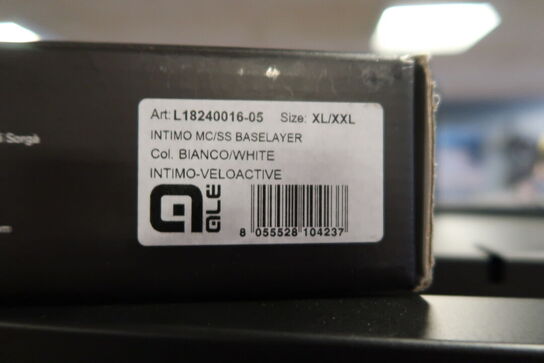 Art: L18240016-05 Size: XL/XXL
INTIMO MC/SS BASELAYER
Col. BIANCO/WHITE
INTIMO-VELOACTIVE
ALÉ
8 055528 104237
Sorgà